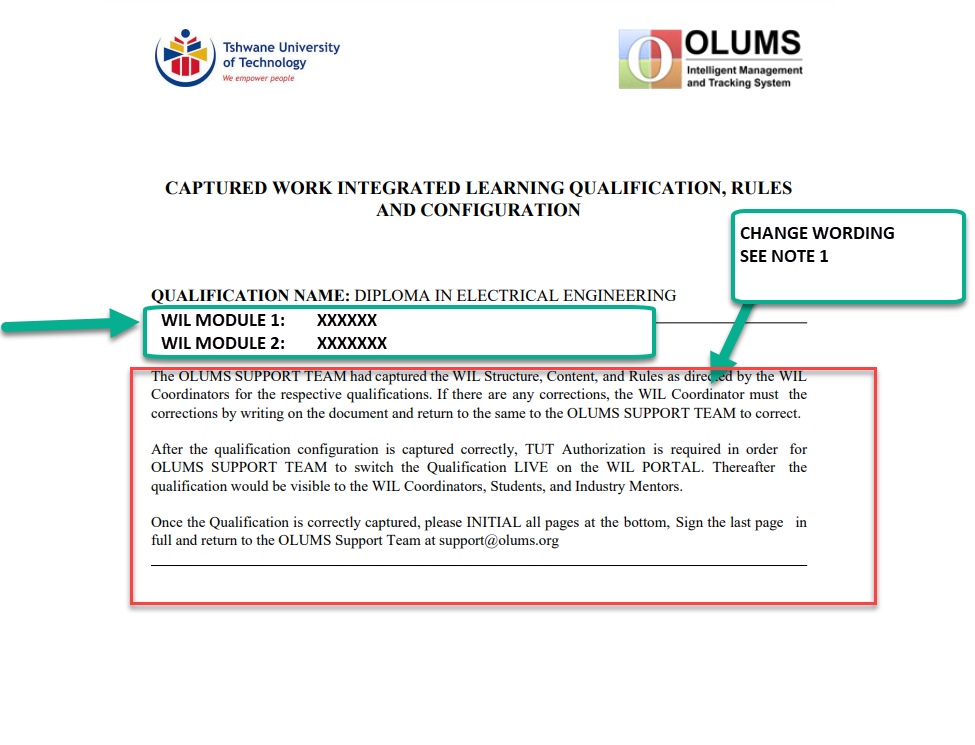 Tshwane University
of Technology
We empower people
OLUMS
Intelligent Management
and Tracking System
CAPTURED WORK INTEGRATED LEARNING QUALIFICATION, RULES
AND CONFIGURATION
CHANGE WORDING
SEE NOTE 1
QUALIFICATION NAME: DIPLOMA IN ELECTRICAL ENGINEERING
WIL MODULE 1: XXXXXX
WIL MODULE 2: XXXXXXX
The OLUMS SUPPORT TEAM had captured the WIL Structure, Content, and Rules as directed by the WIL
Coordinators for the respective qualifications. If there are any corrections, the WIL Coordinator must the
corrections by writing on the document and return to the same to the OLUMS SUPPORT TEAM to correct.
After the qualification configuration is captured correctly, TUT Authorization is required in order for
OLUMS SUPPORT TEAM to switch the Qualification LIVE on the WIL PORTAL. Thereafter the
qualification would be visible to the WIL Coordinators, Students, and Industry Mentors.
Once the Qualification is correctly captured, please INITIAL all pages at the bottom, Sign the last page in
full and return to the OLUMS Support Team at support@olums.org